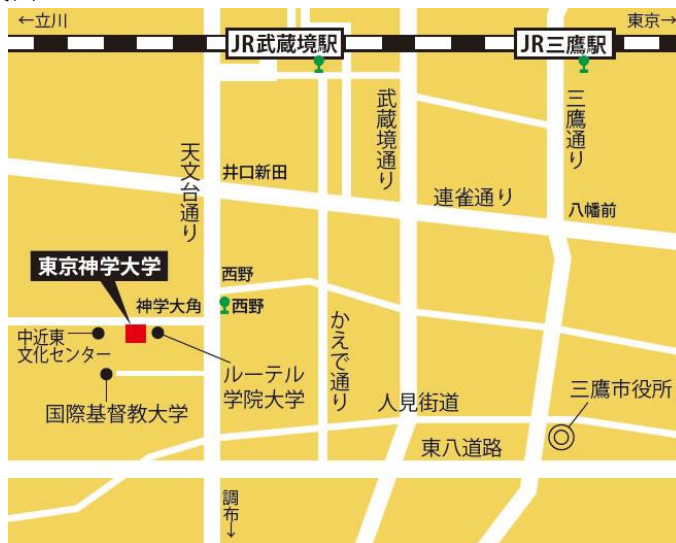 ←立川
東京→
JR武蔵境駅
JR三鷹駅
天文台通り
武蔵境通り
三鷹通り
井口新田
連雀通り
八幡前
東京神学大学
西野
神学大角
西野
かえで通り
中近東
文化センター
ルーテル
学院大学
国際基督教大学
人見街道
三鷹市役所
東八道路
調布→